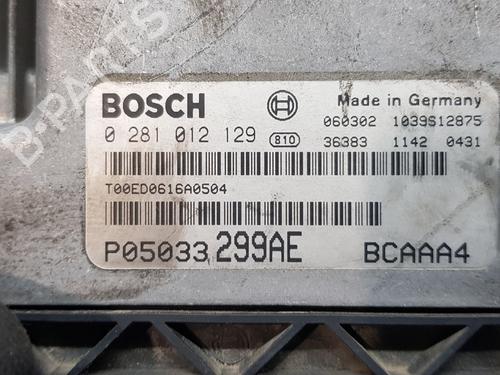 BOSCH
Made in Germany
060302 1039S12875
0 281 012 129 810
36383 1142 0431
T00ED0616A0504
P05033 299AE BCAAA4
B-PARTS